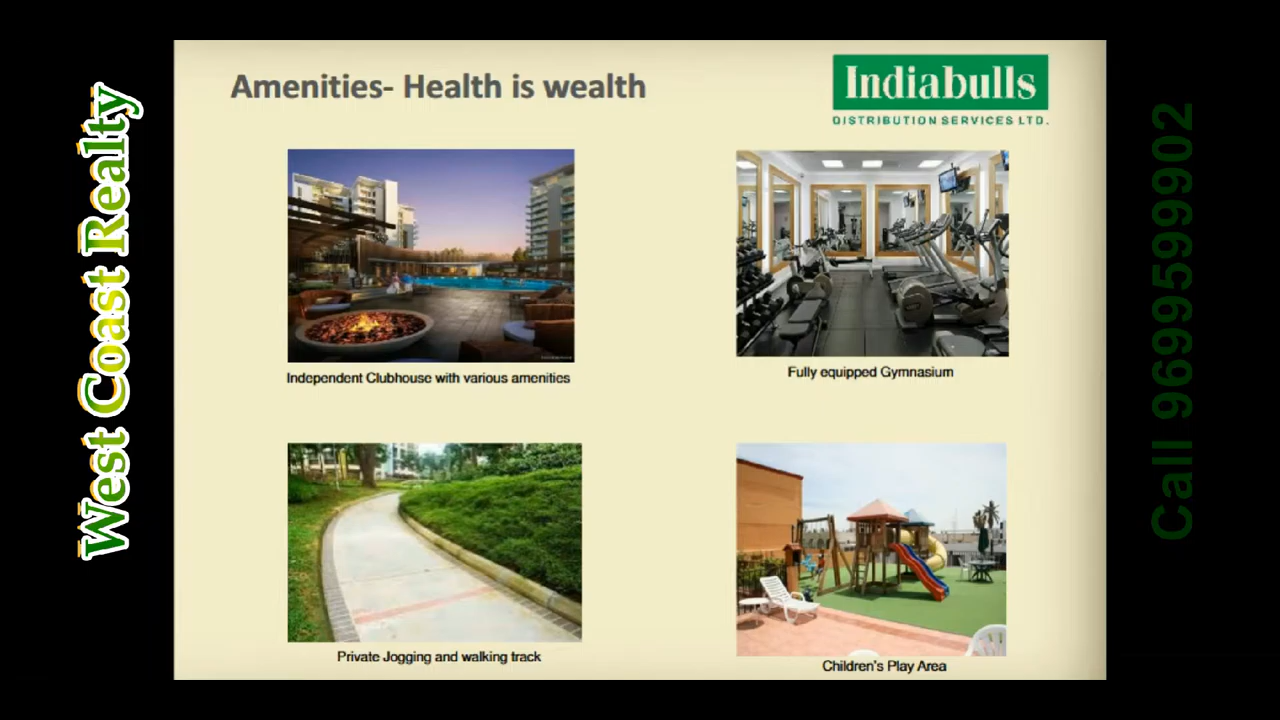 West Coast Realty
Amenities- Health is wealth
Indiabulls
DISTRIBUTION SERVICES LTD.
Independent Clubhouse with various amenities
Fully equipped Gymnasium
Private Jogging and walking track
Children's Play Area
Call 9699599902